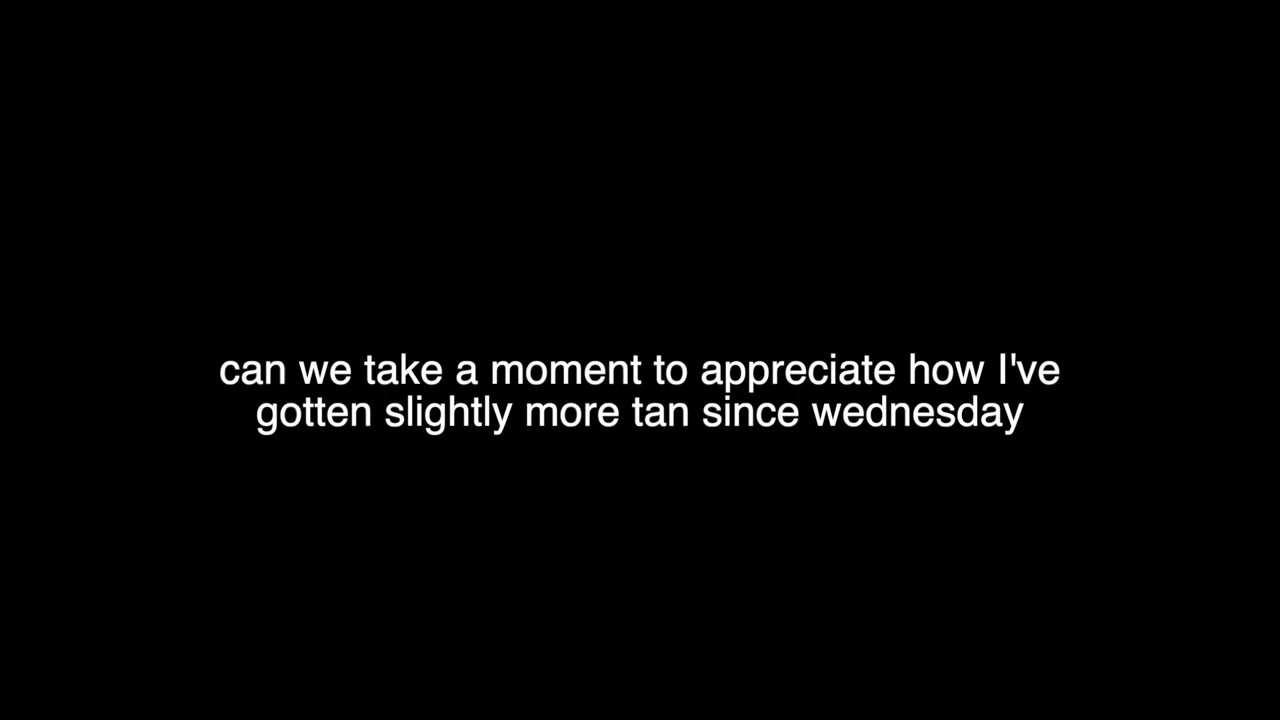 can we take a moment to appreciate how I've
gotten slightly more tan since wednesday